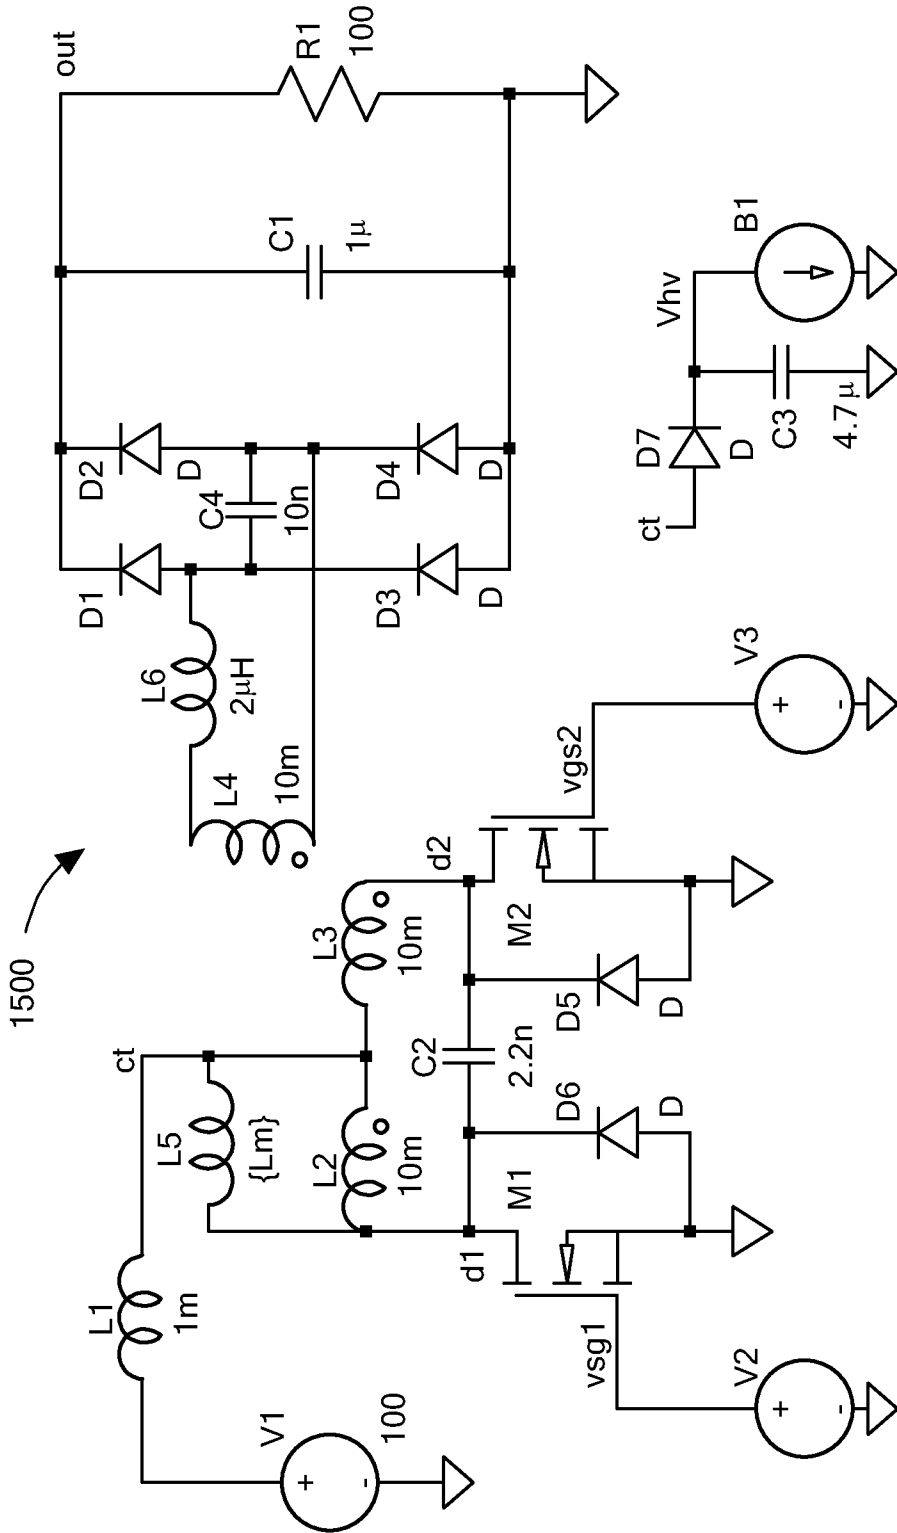 1500
V1
100
L1
1m
ct
L5
{Lm}
L2
10m
L3
10m
L4
10m
L6
2µH
D1
D2
D
C4
10n
D3
D
D4
D
C1
1µ
out
R1
100
d1
M1
vsg1
V2
+
-
+
-
C2
2.2n
D6
D
D5
D
d2
M2
vgs2
V3
+
-
ct
D7
D
Vhv
C3
4.7µ
B1